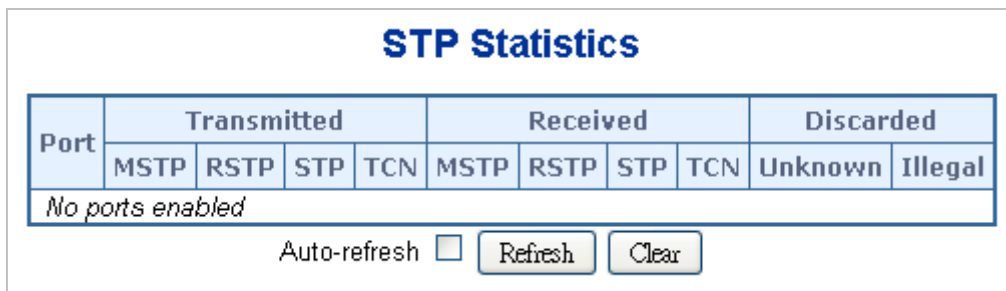 STP Statistics
Port Transmitted Received Discarded
MSTP RSTP STP TCN MSTP RSTP STP TCN Unknown Illegal
No ports enabled
Auto-refresh Refresh Clear